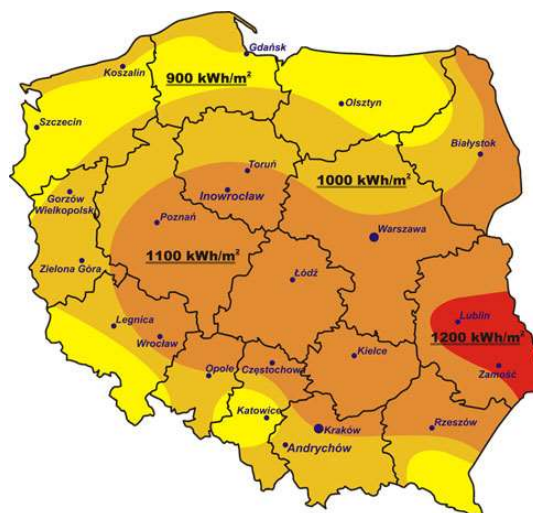 Gdańsk
Koszalin
900 kWh/m²
Olsztyn
Szczecin
Białystok
Toruń
1000 kWh/m²
Gorzów
Wielkopolski
Inowrocław
Poznań
Warszawa
1100 kWh/m²
Zielona Góra
Łódź
Legnica
Lublin
Wrocław
1200 kWh/m²
Kielce
Opole
Częstochowa
Zamość
Katowice
Kraków
Rzeszów
Andrychów